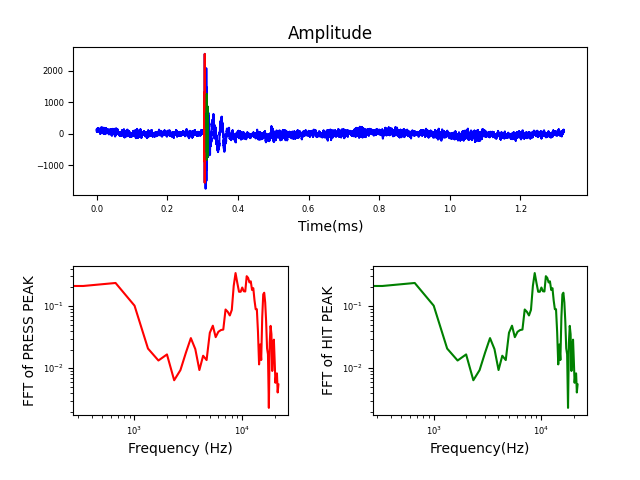 Amplitude
2000
1000
0
−1000
0.0 0.2 0.4 0.6 0.8 1.0 1.2
Time(ms)
FFT of PRESS PEAK
10⁻¹
10⁻²
10³ 10⁴
Frequency (Hz)
FFT of HIT PEAK
10⁻¹
10⁻²
10³ 10⁴
Frequency(Hz)